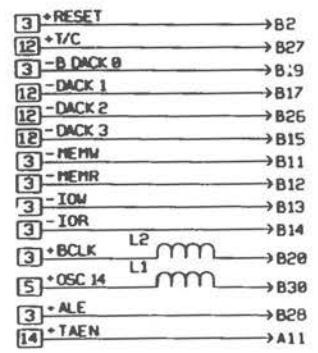 3 +RESET B2
12 +T/C B27
3 -B DACK 0 B19
12 -DACK 1 B17
12 -DACK 2 B26
12 -DACK 3 B15
3 -MEMW B11
3 -MEMR B12
3 -IOW B13
3 -IOR B14
3 +BCLK L2 B20
5 +OSC 14 L1 B30
3 +ALE B28
14 +TAEN A11